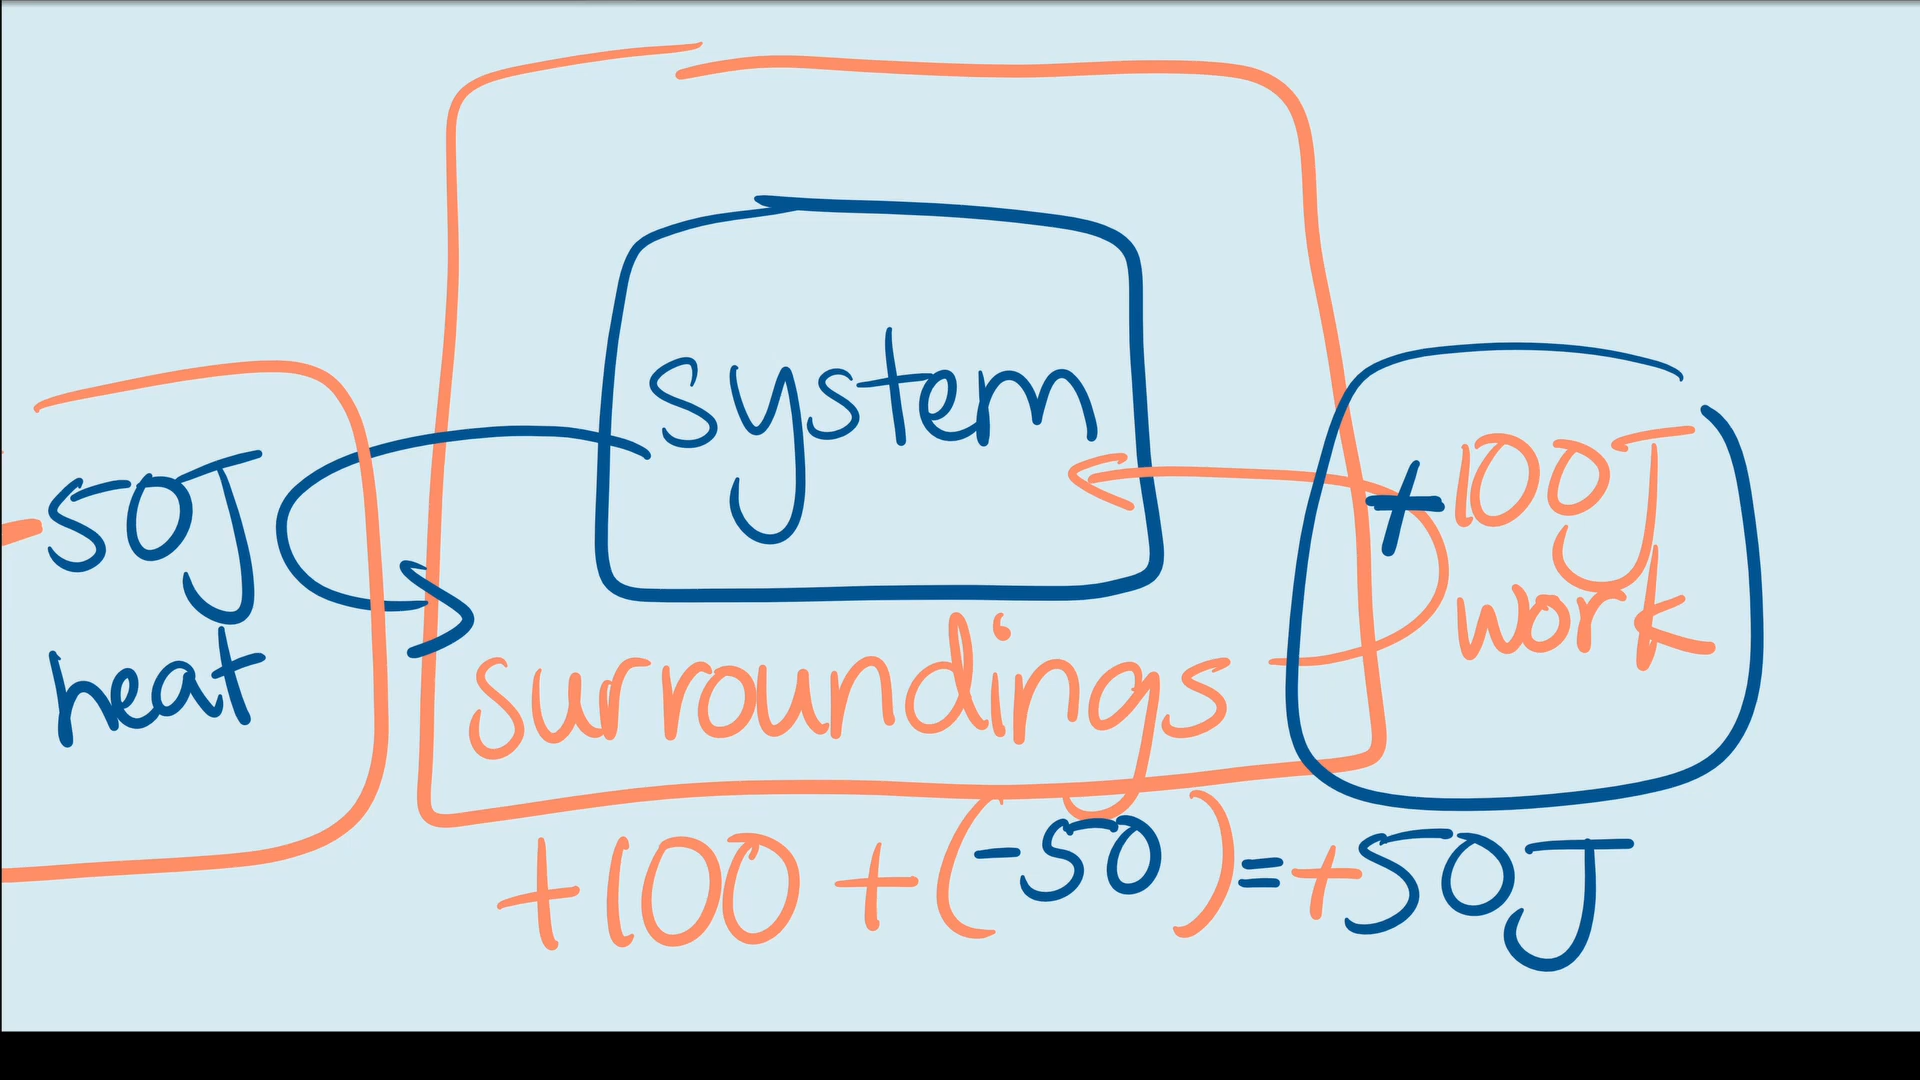 system
-50J
heat
+100J
work
surroundings
+100 + (-50) = +50J